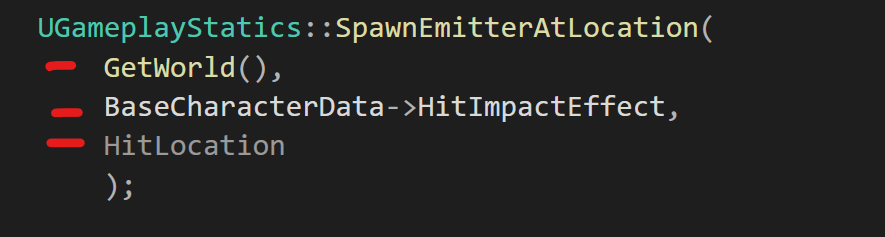 UGameplayStatics::SpawnEmitterAtLocation(
GetWorld(),
BaseCharacterData->HitImpactEffect,
HitLocation
);